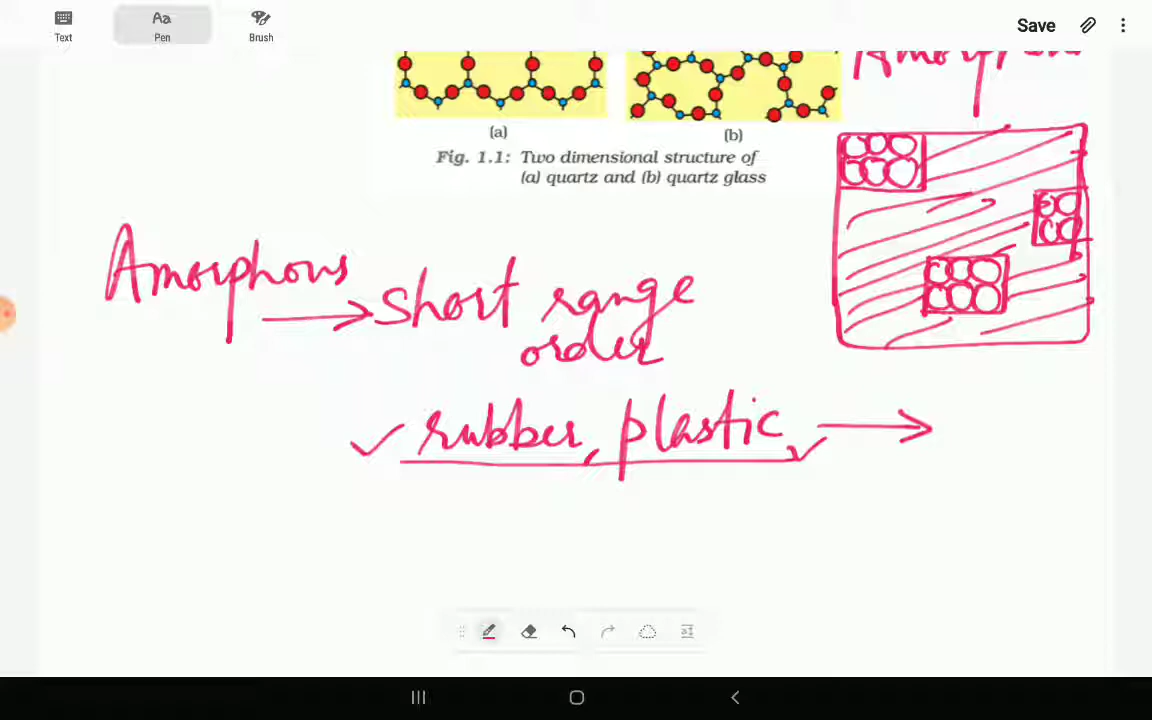 Text
Aa
Pen
Brush
Save
Amorphous
(a)
(b)
Fig. 1.1: Two dimensional structure of
(a) quartz and (b) quartz glass
Amorphous
short range
order
rubber, plastic,